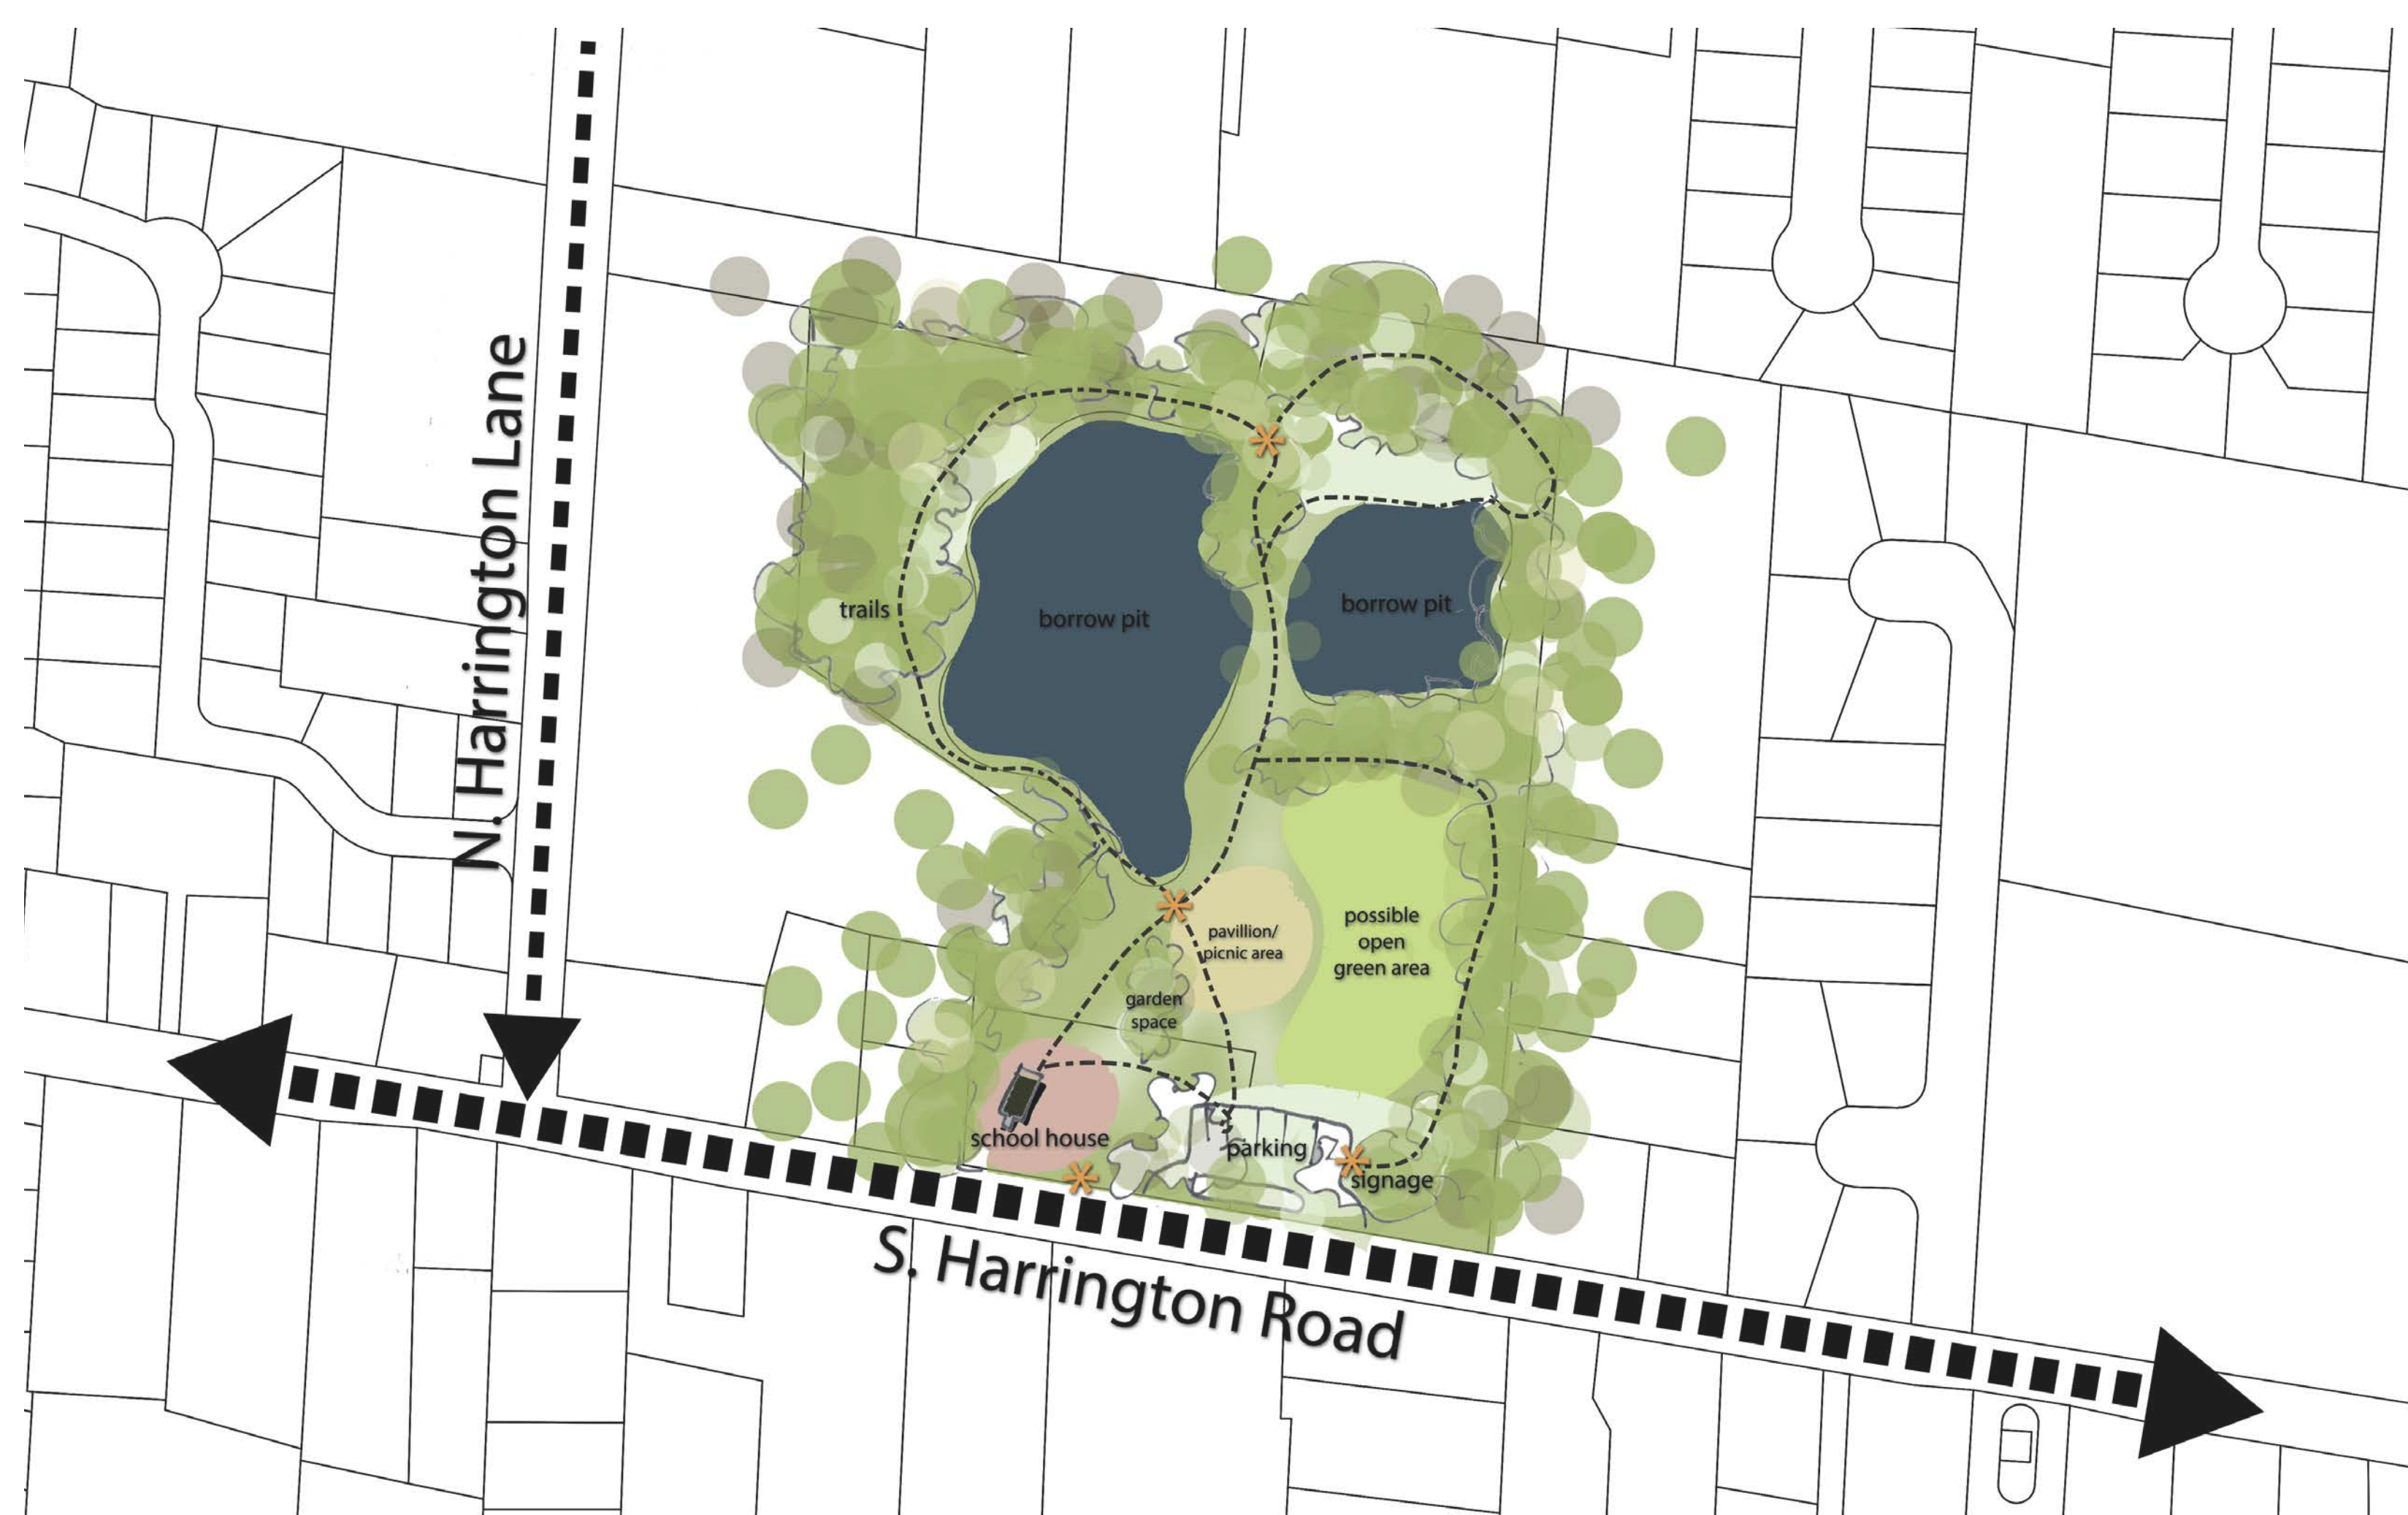 N. Harrington Lane
trails
borrow pit
borrow pit
pavillion/
picnic area
possible
open
green area
garden
space
school house
parking
signage
S. Harrington Road